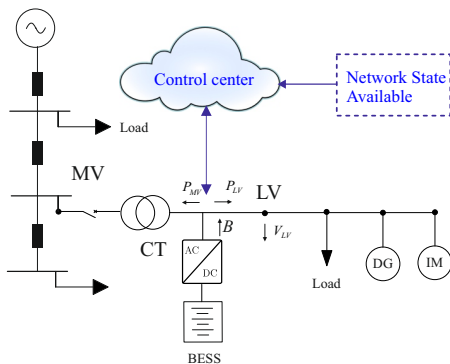 Control center
Network State
Available
Load
MV
P_MV
P_LV
LV
CT
B
V_LV
AC
DC
Load
DG
IM
BESS